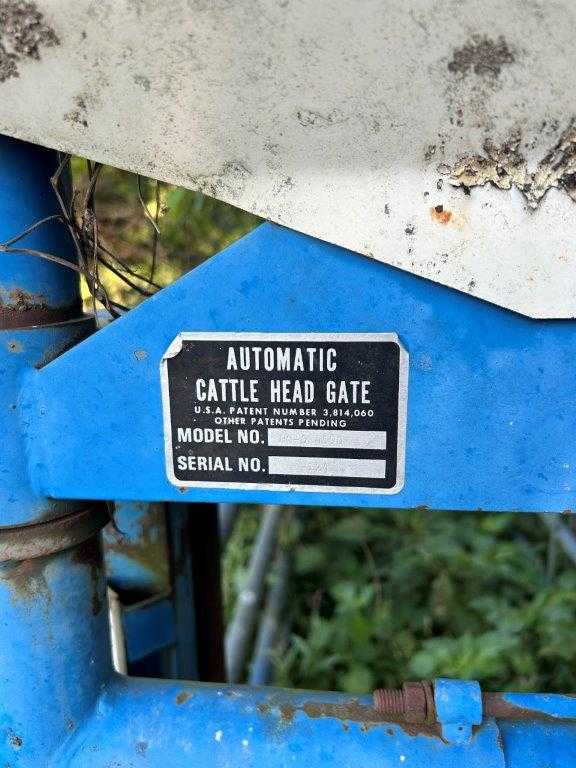 AUTOMATIC
CATTLE HEAD GATE
U.S.A. PATENT NUMBER 3,814,060
OTHER PATENTS PENDING
MODEL NO.
SERIAL NO.